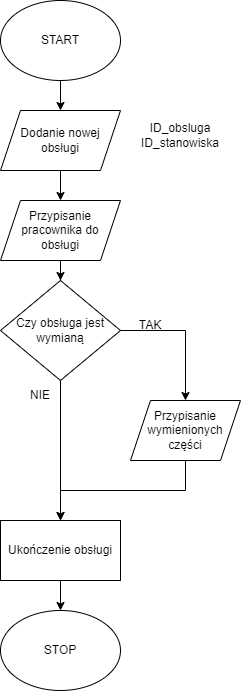 START
Dodanie nowej
obsługi
ID_obsluga
ID_stanowiska
Przypisanie
pracownika do
obsługi
Czy obsługa jest
wymianą
TAK
NIE
Przypisanie
wymienionych
części
Ukończenie obsługi
STOP